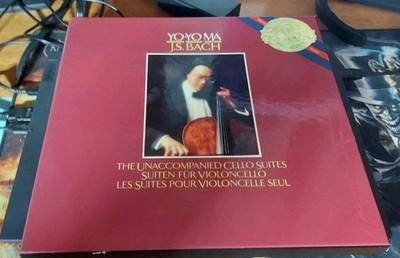 YO-YO MA
J.S. BACH
THE UNACCOMPANIED CELLO SUITES
SUITEN FÜR VIOLONCELLO
LES SUITES POUR VIOLONCELLE SEUL